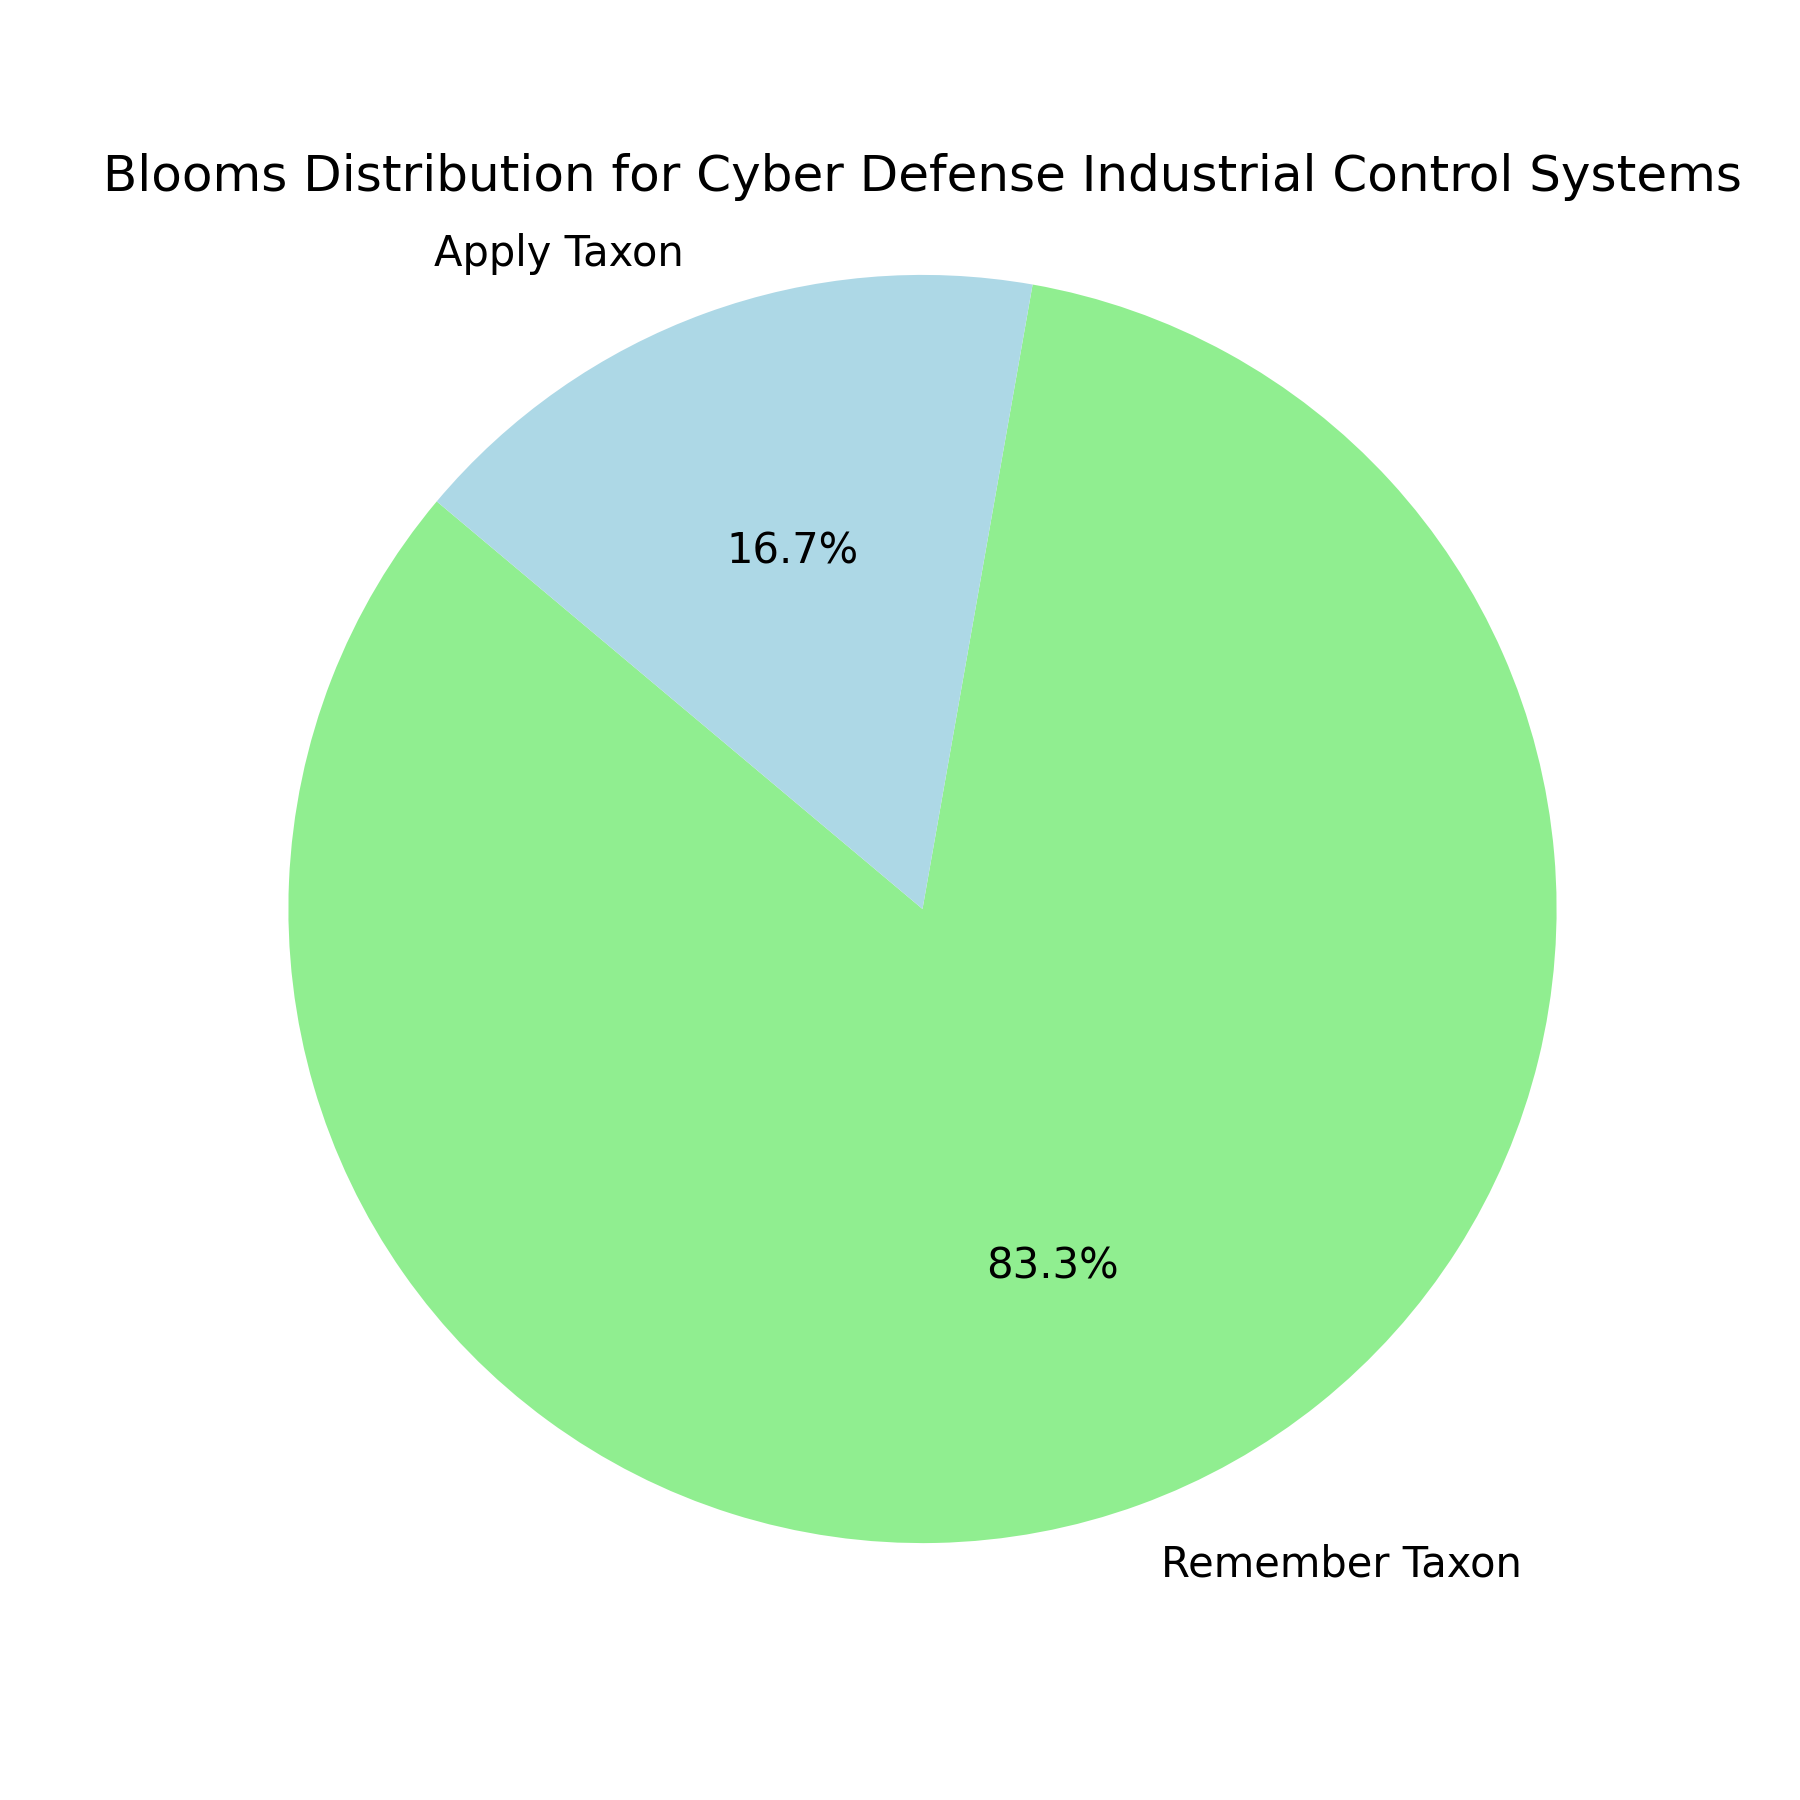 Blooms Distribution for Cyber Defense Industrial Control Systems
Apply Taxon
16.7%
83.3%
Remember Taxon